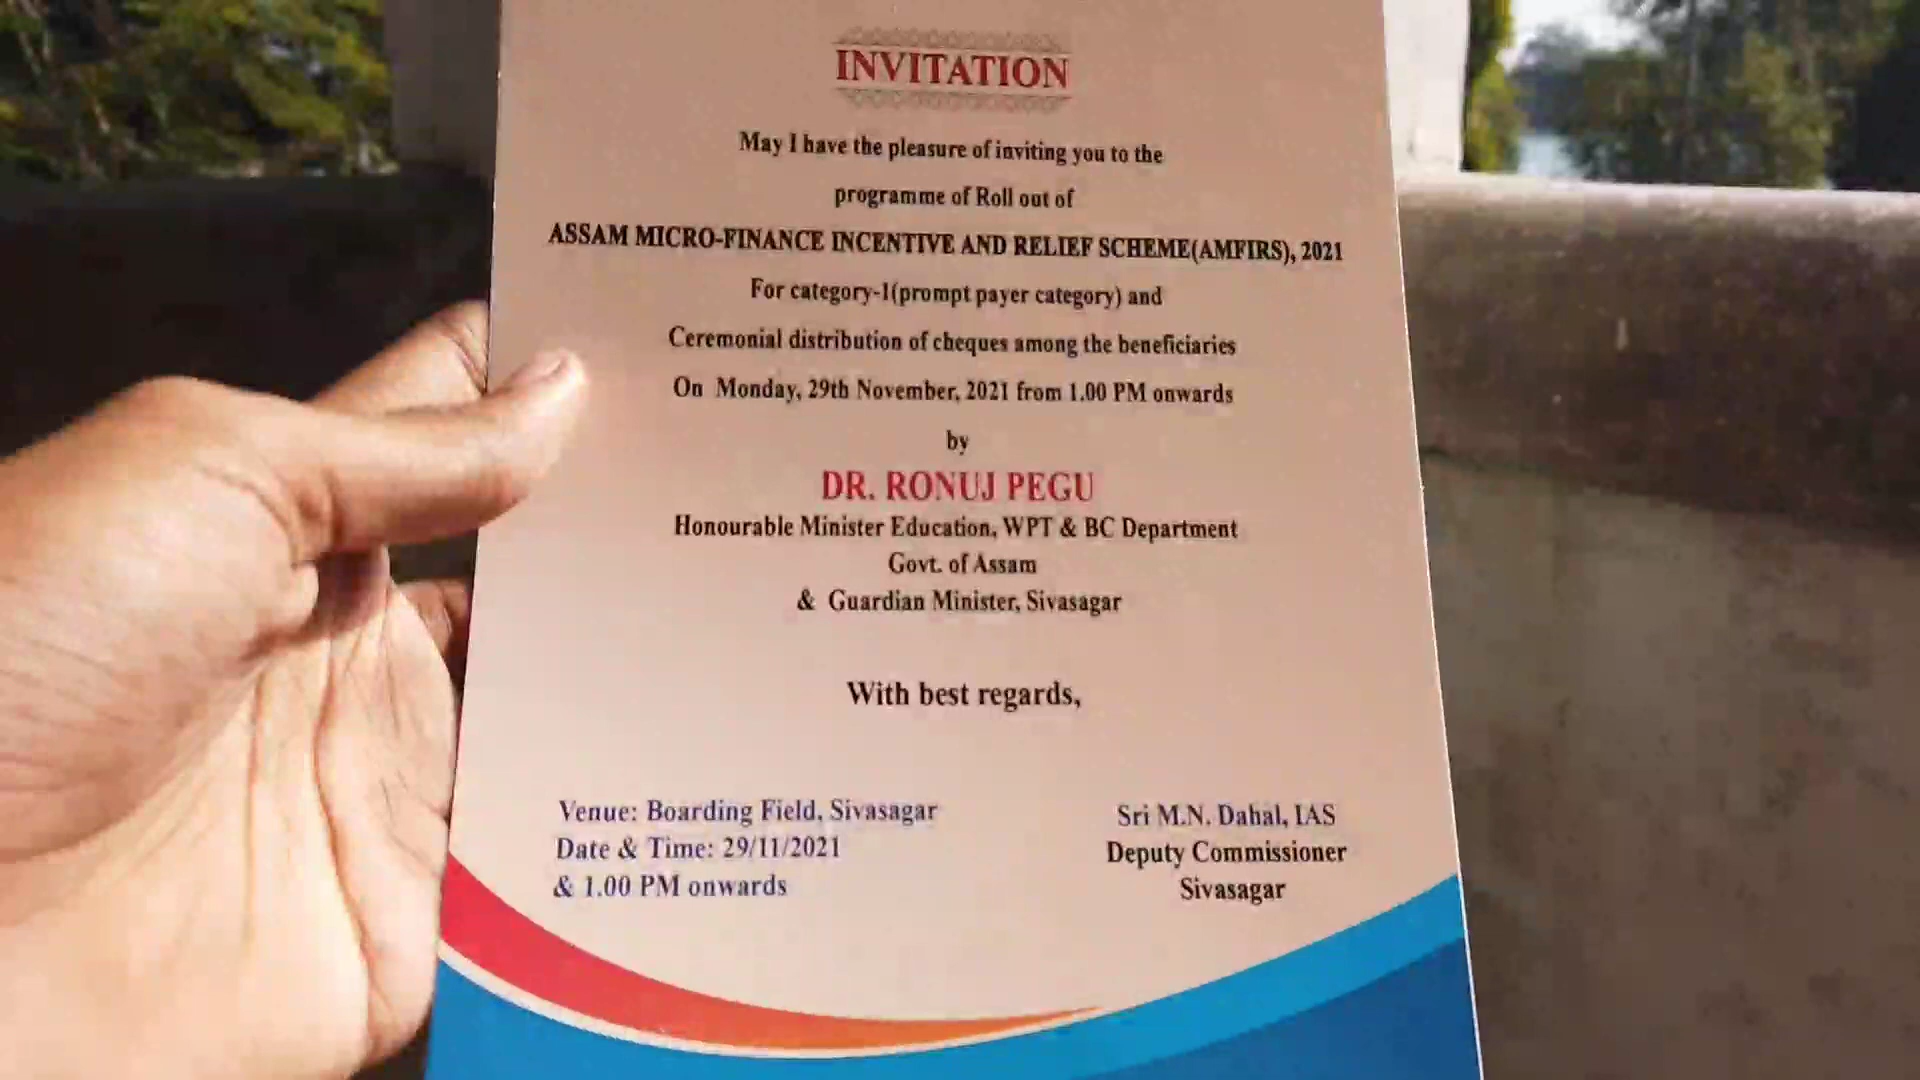 INVITATION
May I have the pleasure of inviting you to the
programme of Roll out of
ASSAM MICRO-FINANCE INCENTIVE AND RELIEF SCHEME(AMFIRS), 2021
For category-1(prompt payer category) and
Ceremonial distribution of cheques among the beneficiaries
On Monday, 29th November, 2021 from 1.00 PM onwards
by
DR. RONUJ PEGU
Honourable Minister Education, WPT & BC Department
Govt. of Assam
& Guardian Minister, Sivasagar
With best regards,
Venue: Boarding Field, Sivasagar
Date & Time: 29/11/2021
& 1.00 PM onwards
Sri M.N. Dahal, IAS
Deputy Commissioner
Sivasagar